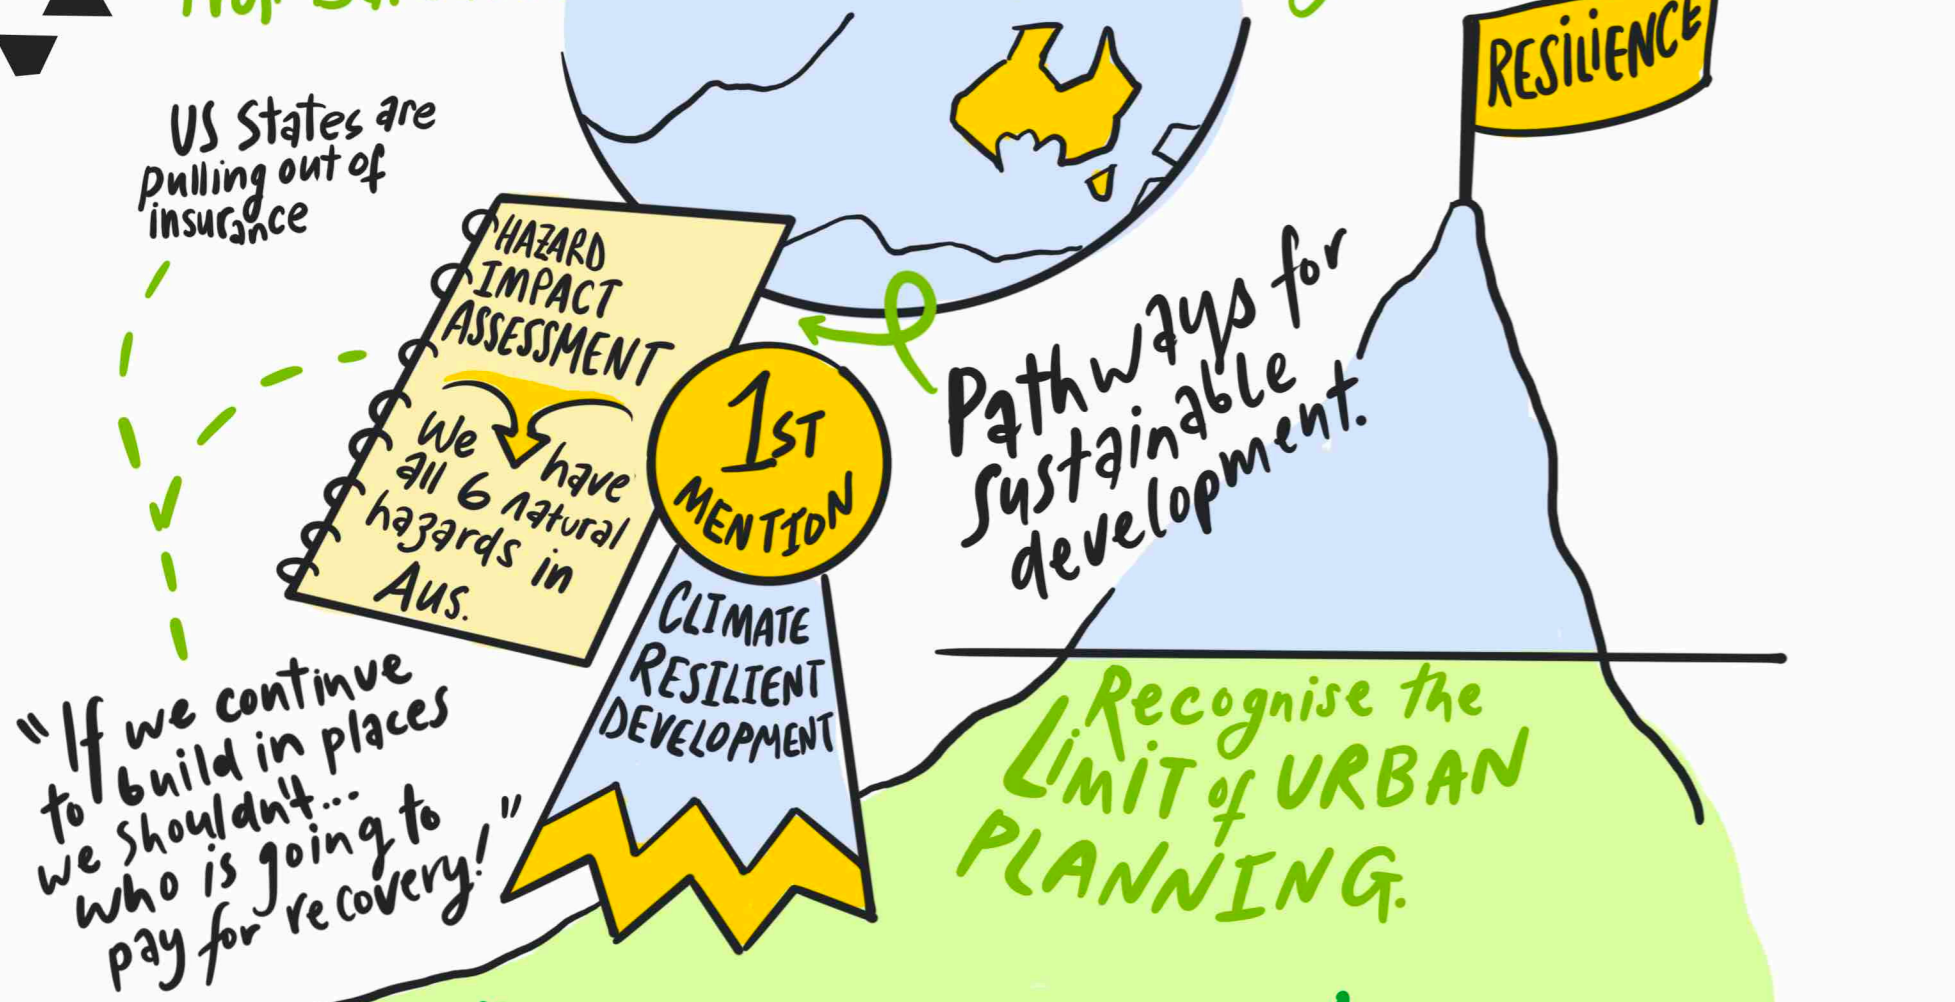 US States are
pulling out of
insurance
HAZARD
IMPACT
ASSESSMENT
We have
all 6 natural
hazards in
Aus.
1ST
MENTION
CLIMATE
RESILIENT
DEVELOPMENT
"If we continue
to build in places
we shouldn't...
who is going to
pay for recovery!"
Pathways for
sustainable
development.
RESiLiENCE
Recognise the
LiMiT of URBAN
PLANNING.